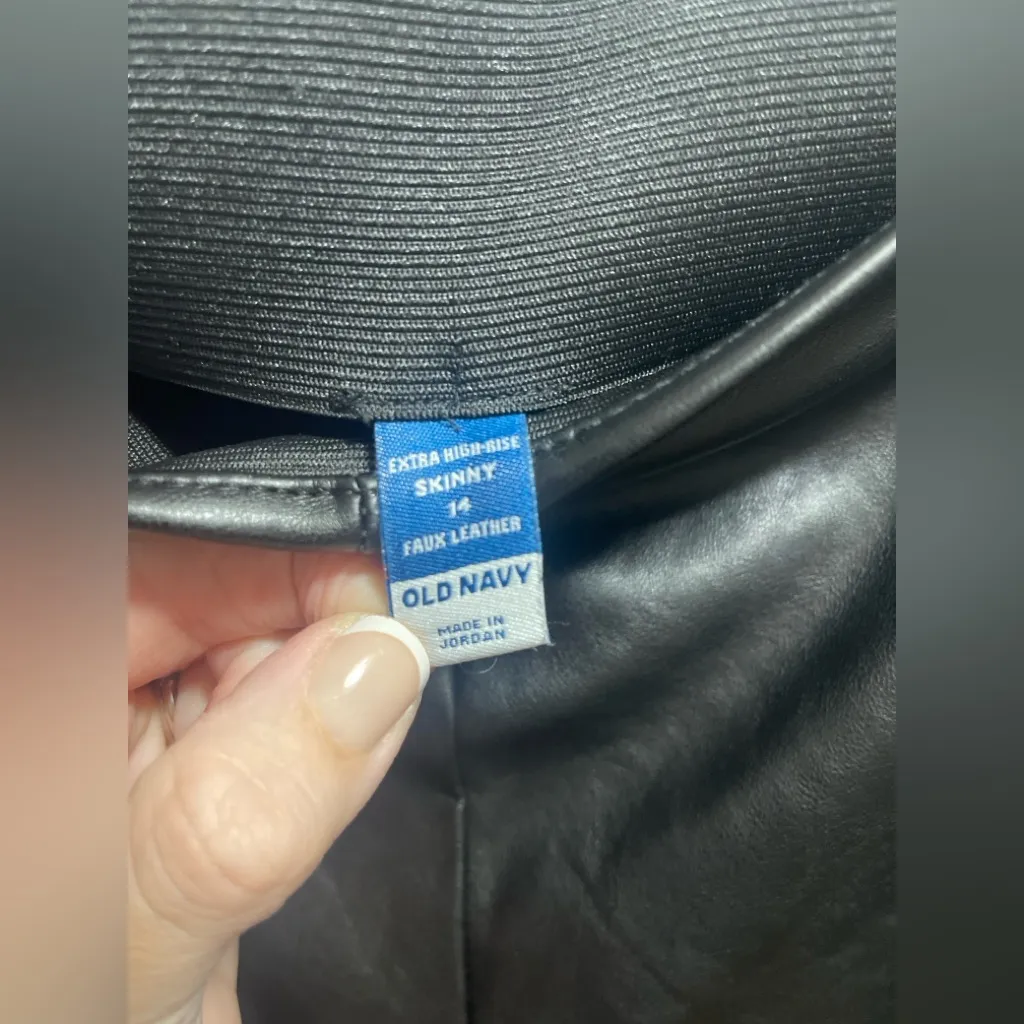 EXTRA HIGH-RISE
SKINNY
14
FAUX LEATHER
OLD NAVY
MADE IN
JORDAN